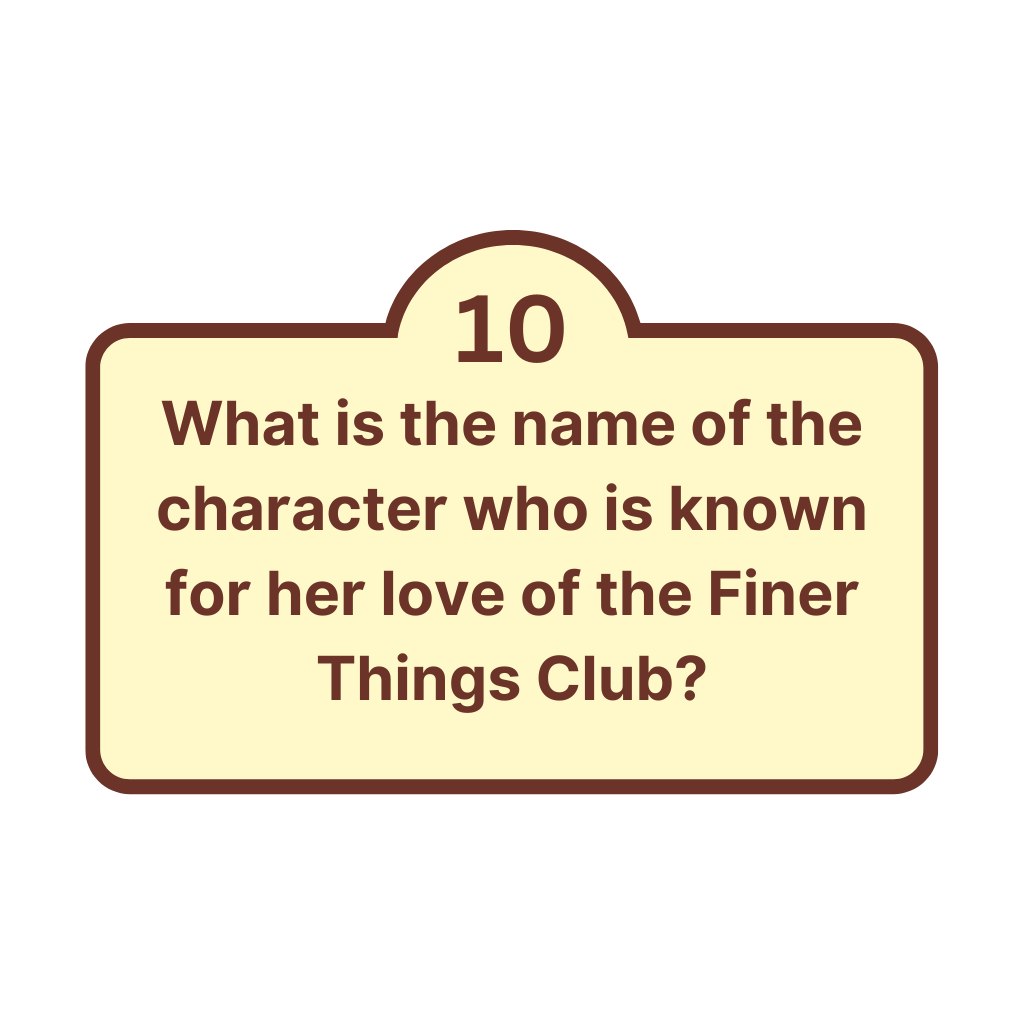 10
What is the name of the
character who is known
for her love of the Finer
Things Club?